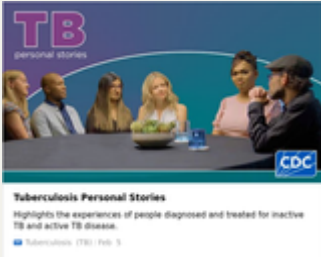 TB
personal stories
CDC
Tuberculosis Personal Stories
Highlights the experiences of people diagnosed and treated for inactive
TB and active TB disease.
Tuberculosis (TB) Feb 5